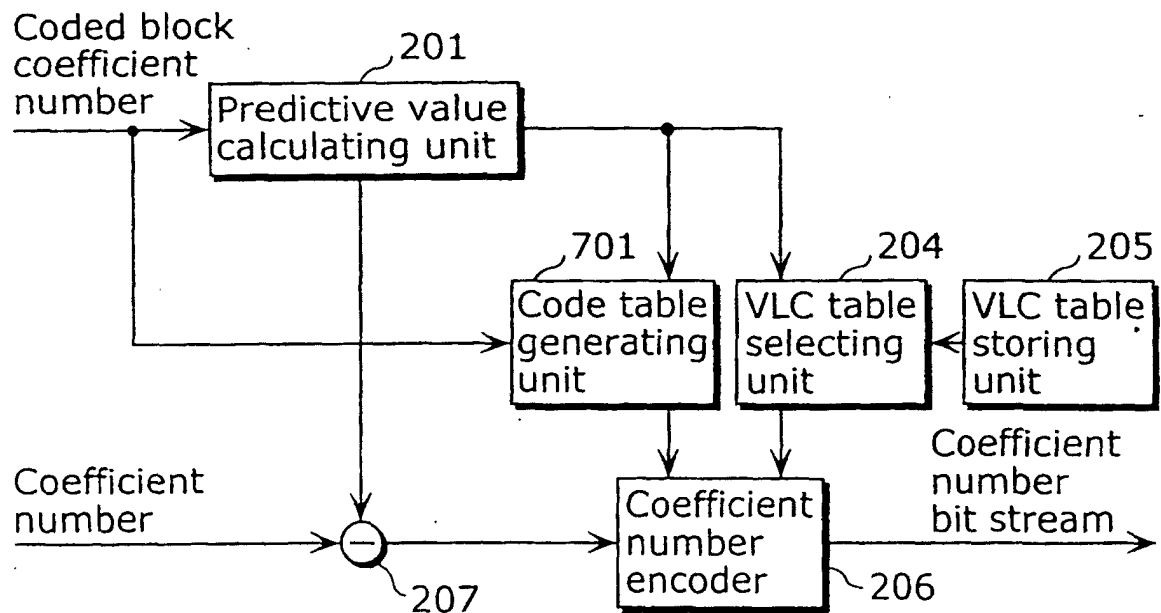 Coded block
coefficient
number
201
Predictive value
calculating unit
701
Code table
generating
unit
204
VLC table
selecting
unit
205
VLC table
storing
unit
Coefficient
number
207
Coefficient
number
encoder
206
Coefficient
number
bit stream